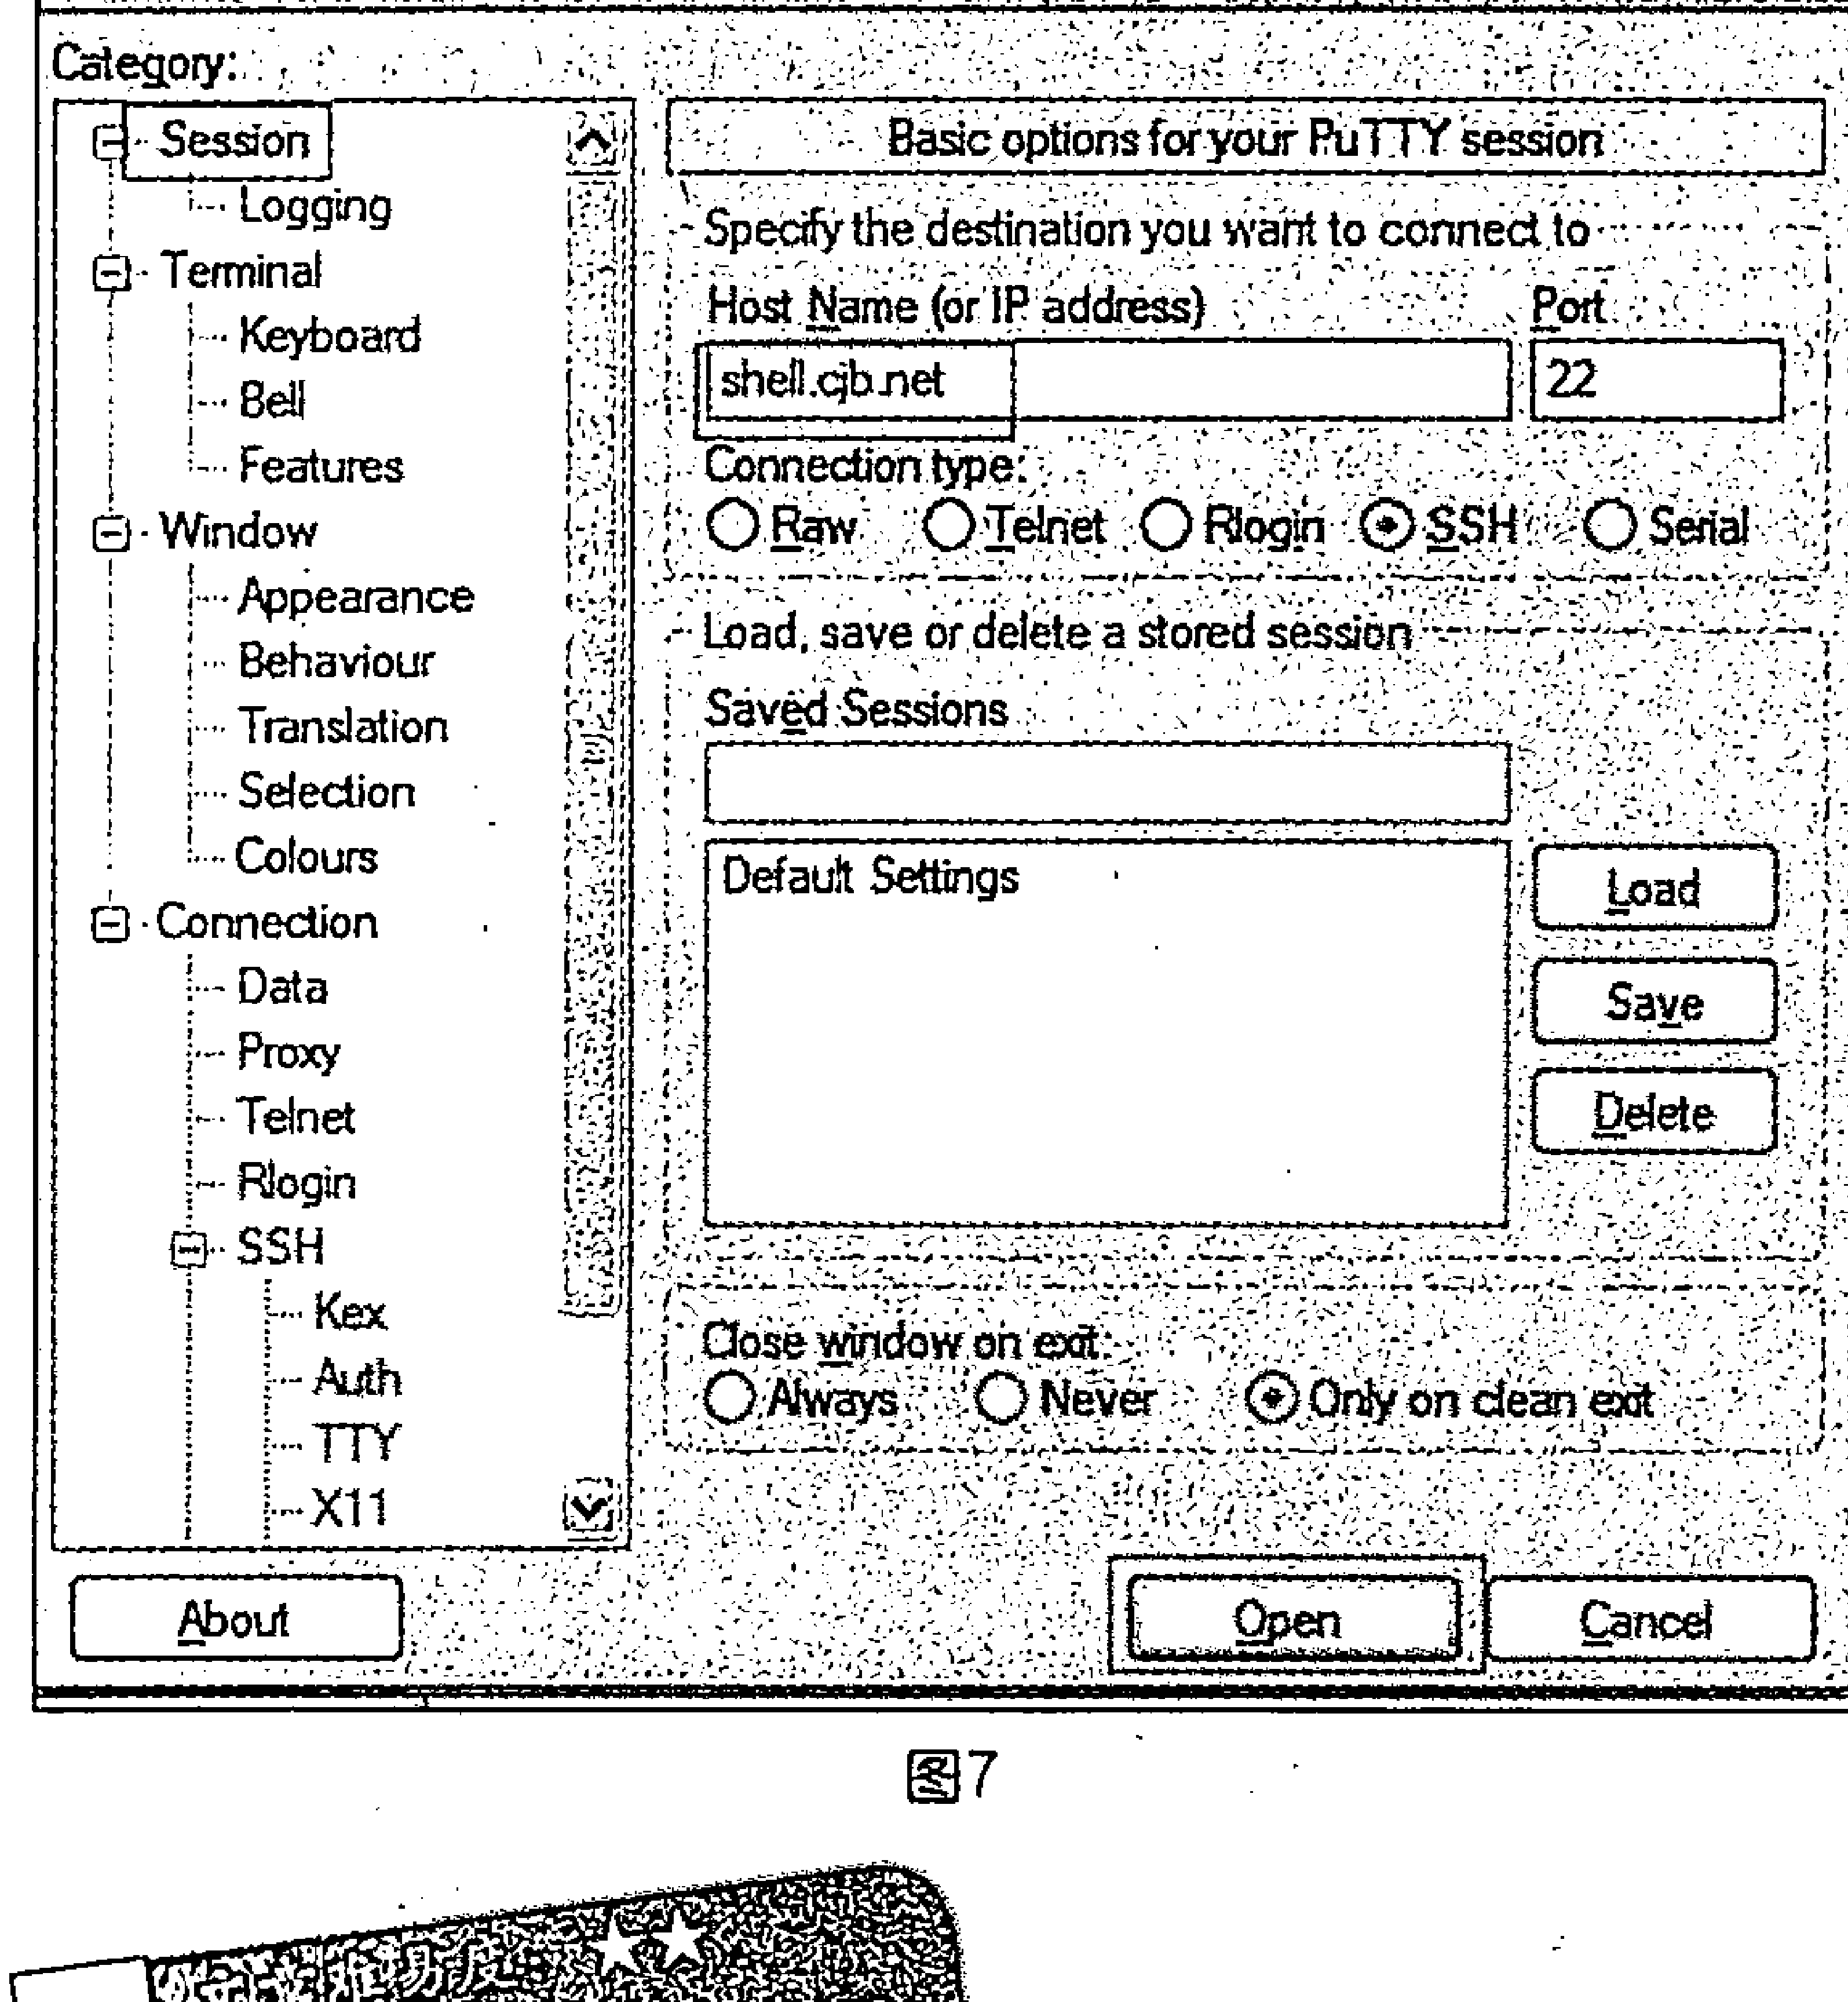 Category:
Session
Logging
Terminal
Keyboard
Bell
Features
Window
Appearance
Behaviour
Translation
Selection
Colours
Connection
Data
Proxy
Telnet
Rlogin
SSH
Kex
Auth
TTY
X11
About
Basic options for your PuTTY session
Specify the destination you want to connect to
Host Name (or IP address) Port
shell.cjb.net 22
Connection type:
Raw Telnet Rlogin SSH Serial
Load, save or delete a stored session
Saved Sessions
Default Settings
Load
Save
Delete
Close window on exit:
Always Never Only on clean exit
Open Cancel
图7